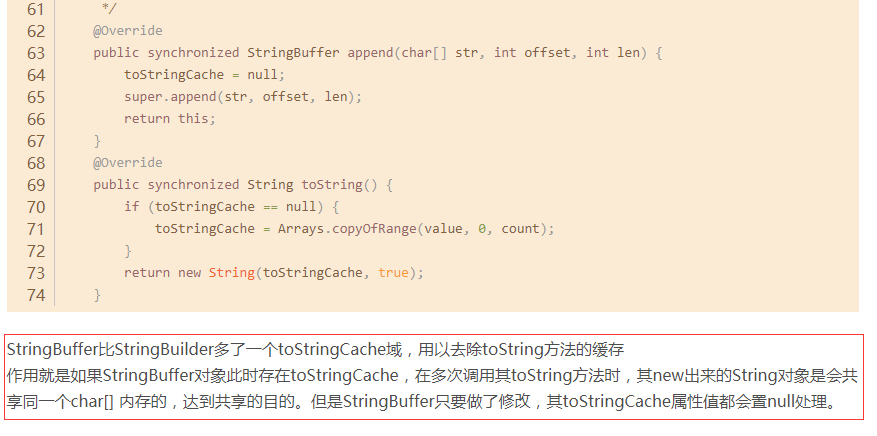 61 */
62 @Override
63 public synchronized StringBuffer append(char[] str, int offset, int len) {
64 toStringCache = null;
65 super.append(str, offset, len);
66 return this;
67 }
68 @Override
69 public synchronized String toString() {
70 if (toStringCache == null) {
71 toStringCache = Arrays.copyOfRange(value, 0, count);
72 }
73 return new String(toStringCache, true);
74 }
StringBuffer比StringBuilder多了一个toStringCache域，用以去除toString方法的缓存
作用就是如果StringBuffer对象此时存在toStringCache，在多次调用其toString方法时，其new出来的String对象是会共
享同一个char[] 内存的，达到共享的目的。但是StringBuffer只要做了修改，其toStringCache属性值都会置null处理。